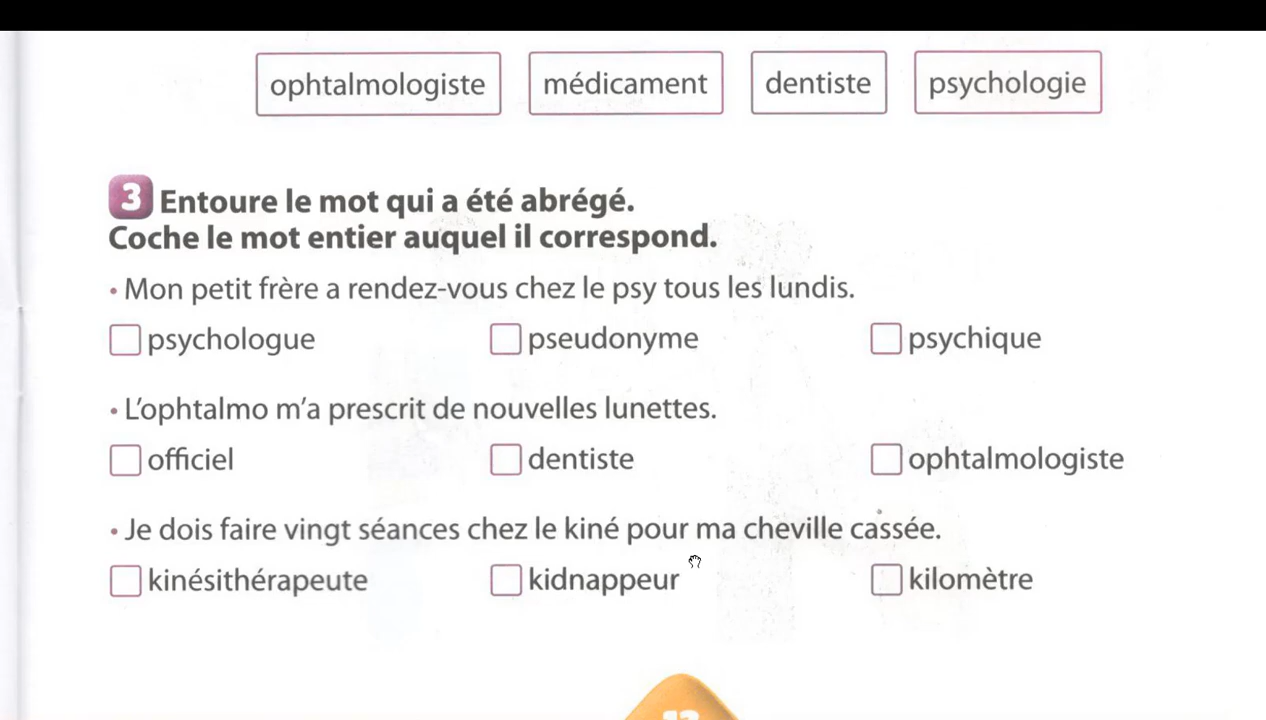 ophtalmologiste médicament dentiste psychologie
3 Entoure le mot qui a été abrégé.
Coche le mot entier auquel il correspond.
• Mon petit frère a rendez-vous chez le psy tous les lundis.
psychologue pseudonyme psychique
• L'ophtalmo m'a prescrit de nouvelles lunettes.
officiel dentiste ophtalmologiste
• Je dois faire vingt séances chez le kiné pour ma cheville cassée.
kinésithérapeute kidnappeur kilomètre